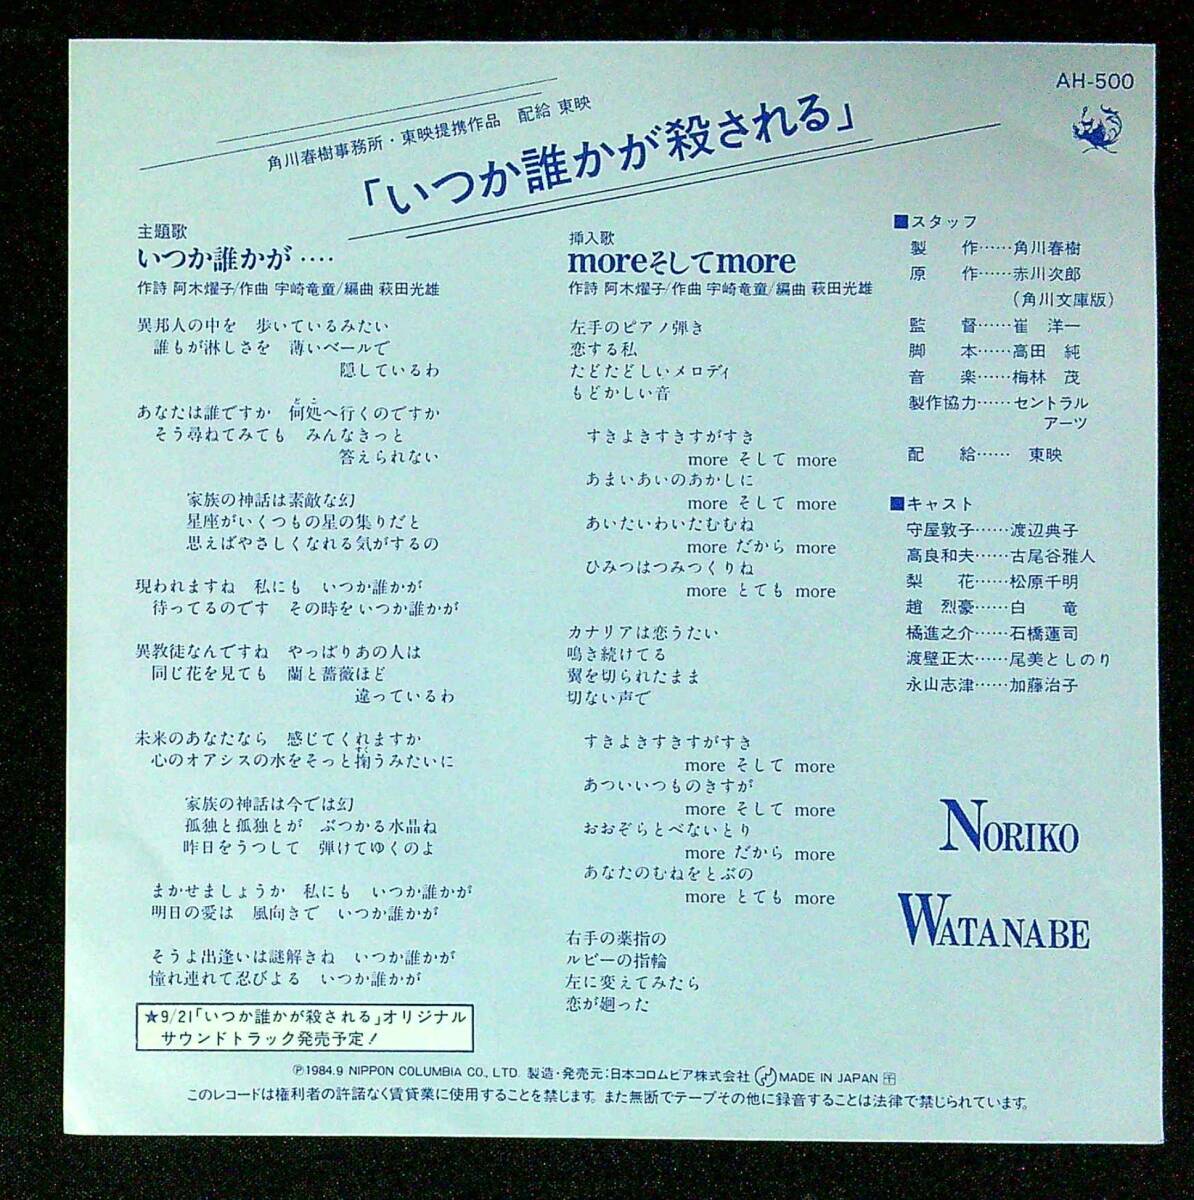 AH-500
角川春樹事務所・東映提携作品　配給 東映
「いつか誰かが殺される」
主題歌
いつか誰かが‥‥
作詩 阿木燿子/作曲 宇崎竜童/編曲 萩田光雄
異邦人の中を　歩いているみたい
誰もが淋しさを　薄いベールで
隠しているわ
あなたは誰ですか　何処へ行くのですか
そう尋ねてみても　みんなきっと
答えられない
家族の神話は素敵な幻
星座がいくつもの星の集りだと
思えばやさしくなれる気がするの
現われますね　私にも　いつか誰かが
待ってるのです　その時をいつか誰かが
異教徒なんですね　やっぱりあの人は
同じ花を見ても　蘭と薔薇ほど
違っているわ
未来のあなたなら　感じてくれますか
心のオアシスの水をそっと掬うみたいに
家族の神話は今では幻
孤独と孤独とが　ぶつかる水晶ね
昨日をうつして　弾けてゆくのよ
まかせましょうか　私にも　いつか誰かが
明日の愛は　風向きで　いつか誰かが
そうよ出逢いは謎解きね　いつか誰かが
憧れ連れて忍びよる　いつか誰かが
★9/21「いつか誰かが殺される」オリジナル
サウンドトラック発売予定！
挿入歌
moreそしてmore
作詩 阿木燿子/作曲 宇崎竜童/編曲 萩田光雄
左手のピアノ弾き
恋する私
たどたどしいメロディ
もどかしい音
すきよきすきすがすき
more そして more
あまいあいのあかしに
more そして more
あいたいわいたむむね
more だから more
ひみつはつみつくりね
more とても more
カナリアは恋うたい
鳴き続けてる
翼を切られたまま
切ない声で
すきよきすきすがすき
more そして more
あついいつものきすが
more そして more
おおぞらとべないとり
more だから more
あなたのむねをとぶの
more とても more
右手の薬指の
ルビーの指輪
左に変えてみたら
恋が廻った
■スタッフ
製　作……角川春樹
原　作……赤川次郎
（角川文庫版）
監　督……崔 洋一
脚　本……高田　純
音　楽……梅林　茂
製作協力……セントラル
アーツ
配　給……　東映
■キャスト
守屋敦子……渡辺典子
高良和夫……古尾谷雅人
梨　花……松原千明
趙 烈豪……白　竜
橘進之介……石橋蓮司
渡壁正太……尾美としのり
永山志津……加藤治子
NORIKO
WATANABE
Ⓟ1984.9 NIPPON COLUMBIA CO., LTD. 製造・発売元:日本コロムビア株式会社 MADE IN JAPAN
このレコードは権利者の許諾なく賃貸業に使用することを禁じます。また無断でテープその他に録音することは法律で禁じられています。